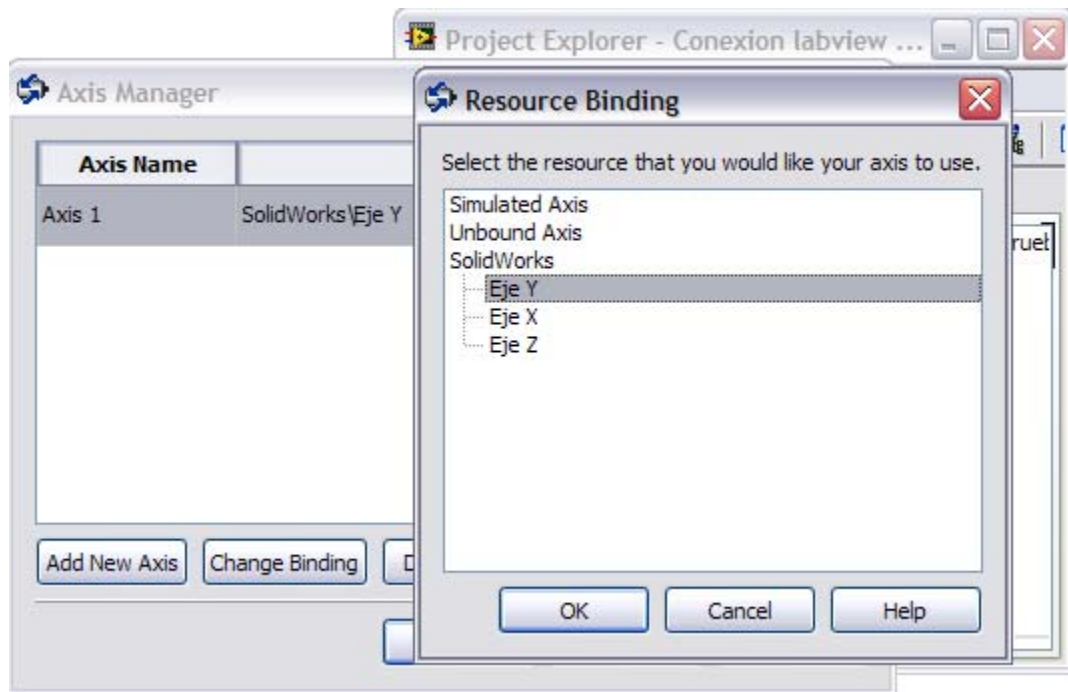 Project Explorer - Conexion labview ...
Axis Manager
Resource Binding
Select the resource that you would like your axis to use.
Axis Name
Axis 1
SolidWorks\Eje Y
Simulated Axis
Unbound Axis
SolidWorks
Eje Y
Eje X
Eje Z
Add New Axis
Change Binding
OK
Cancel
Help